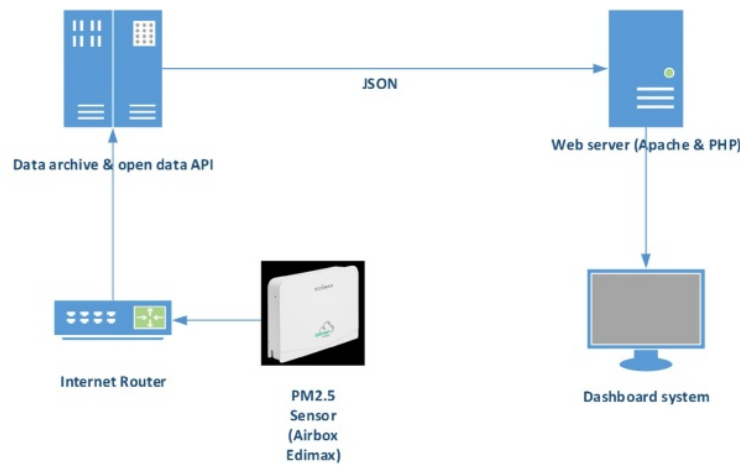 JSON
Data archive & open data API
Web server (Apache & PHP)
EDIMAX
Internet Router
PM2.5
Sensor
(Airbox
Edimax)
Dashboard system